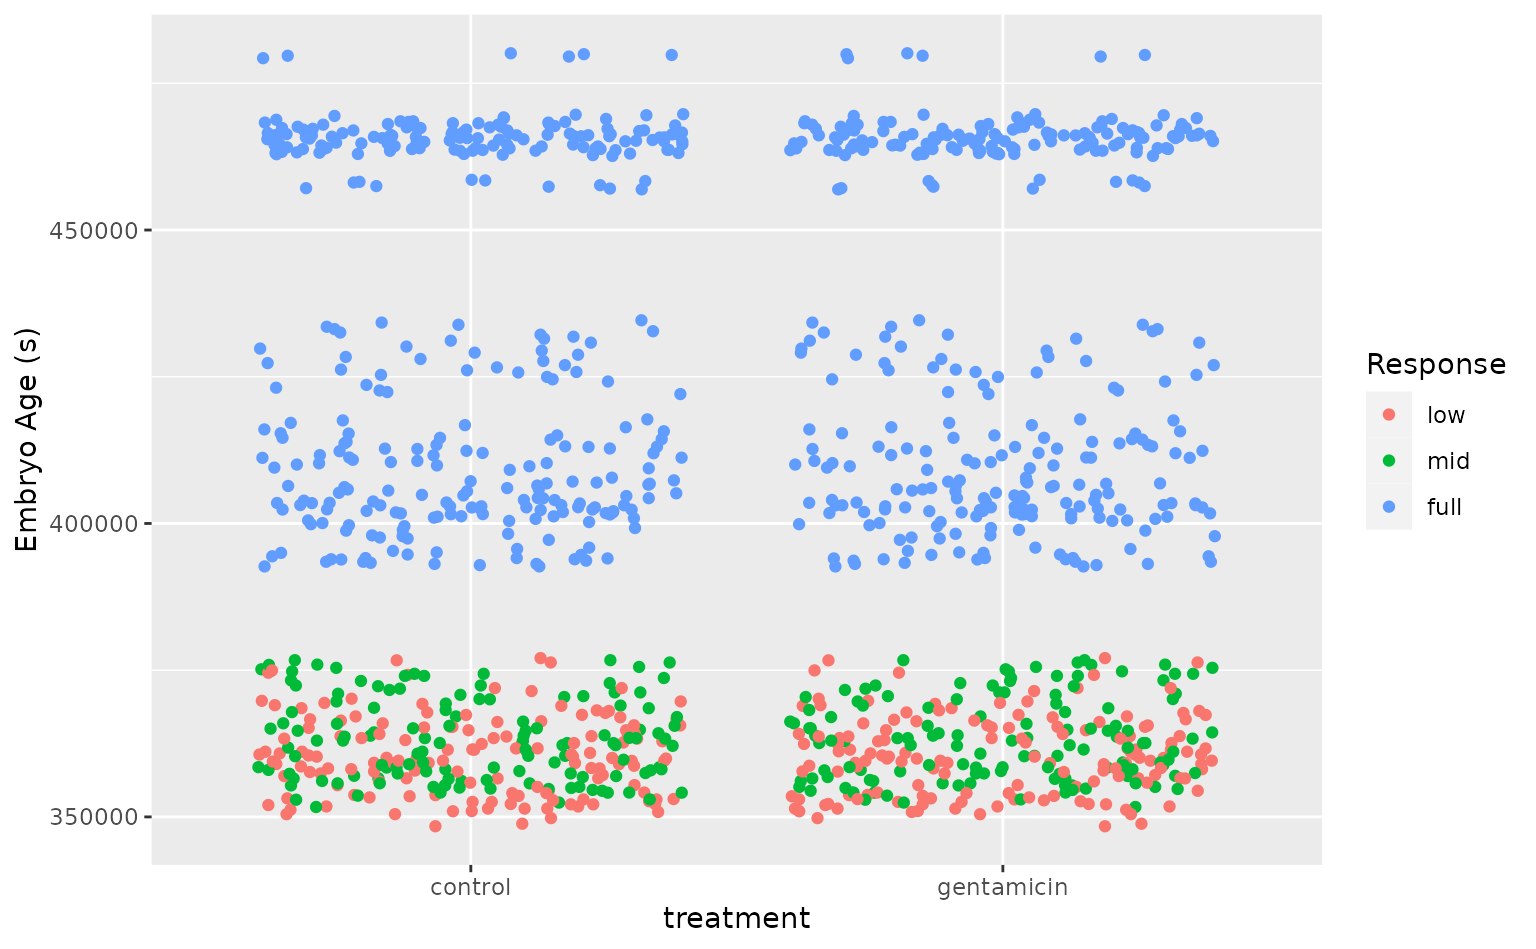 Embryo Age (s)
450000
400000
350000
control
gentamicin
treatment
Response
low
mid
full